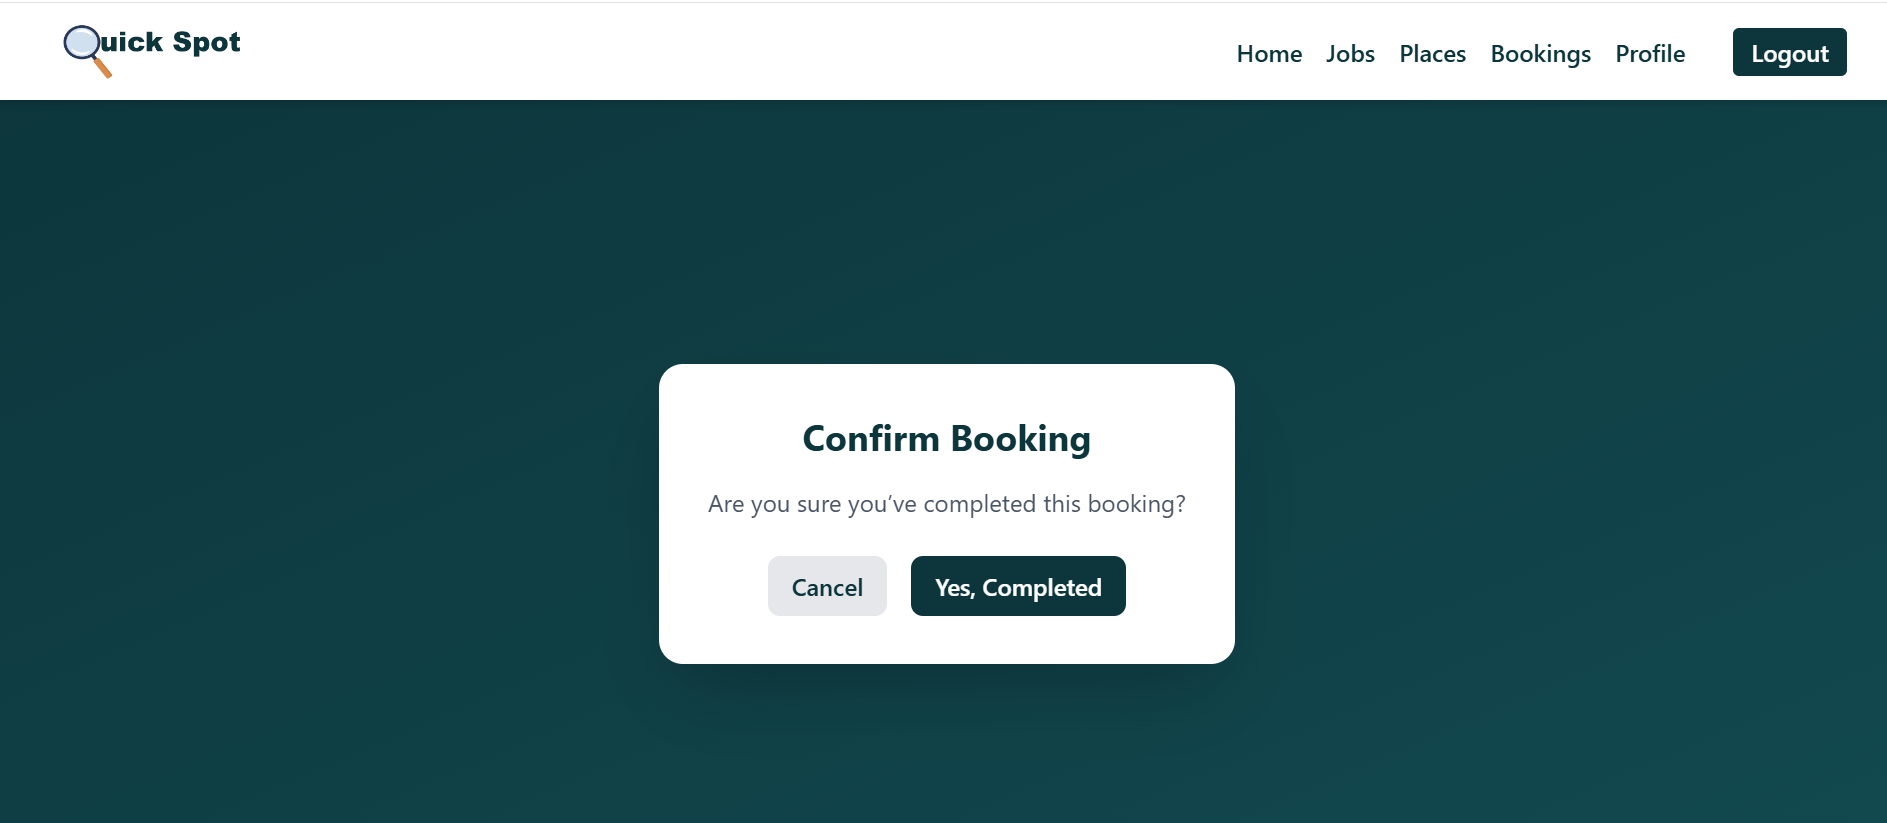 uick Spot
Home Jobs Places Bookings Profile Logout
Confirm Booking
Are you sure you’ve completed this booking?
Cancel Yes, Completed